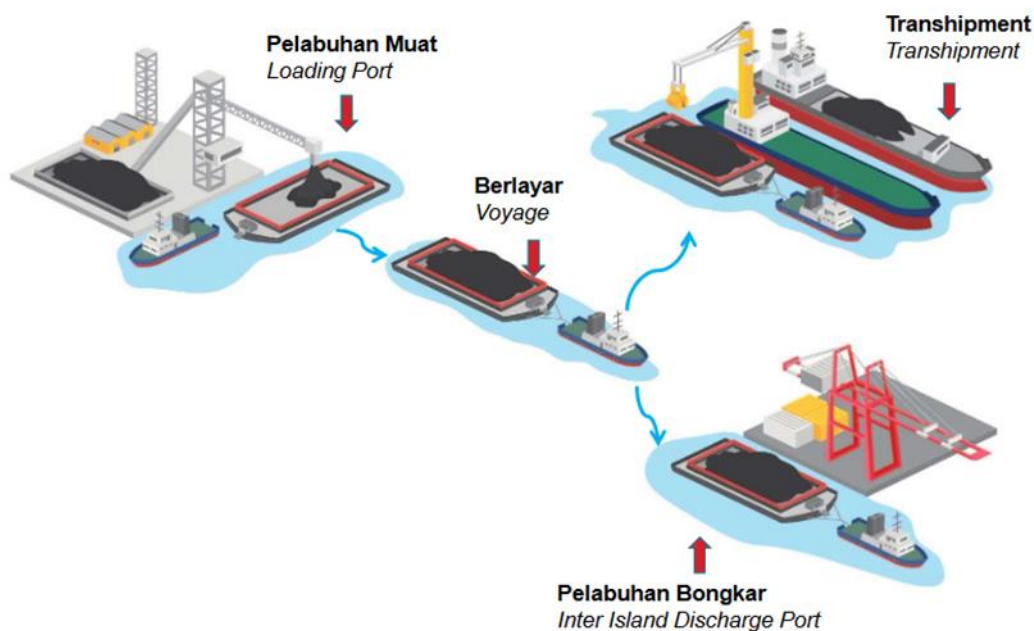 Pelabuhan Muat
Loading Port
Transhipment
Transhipment
Berlayar
Voyage
Pelabuhan Bongkar
Inter Island Discharge Port